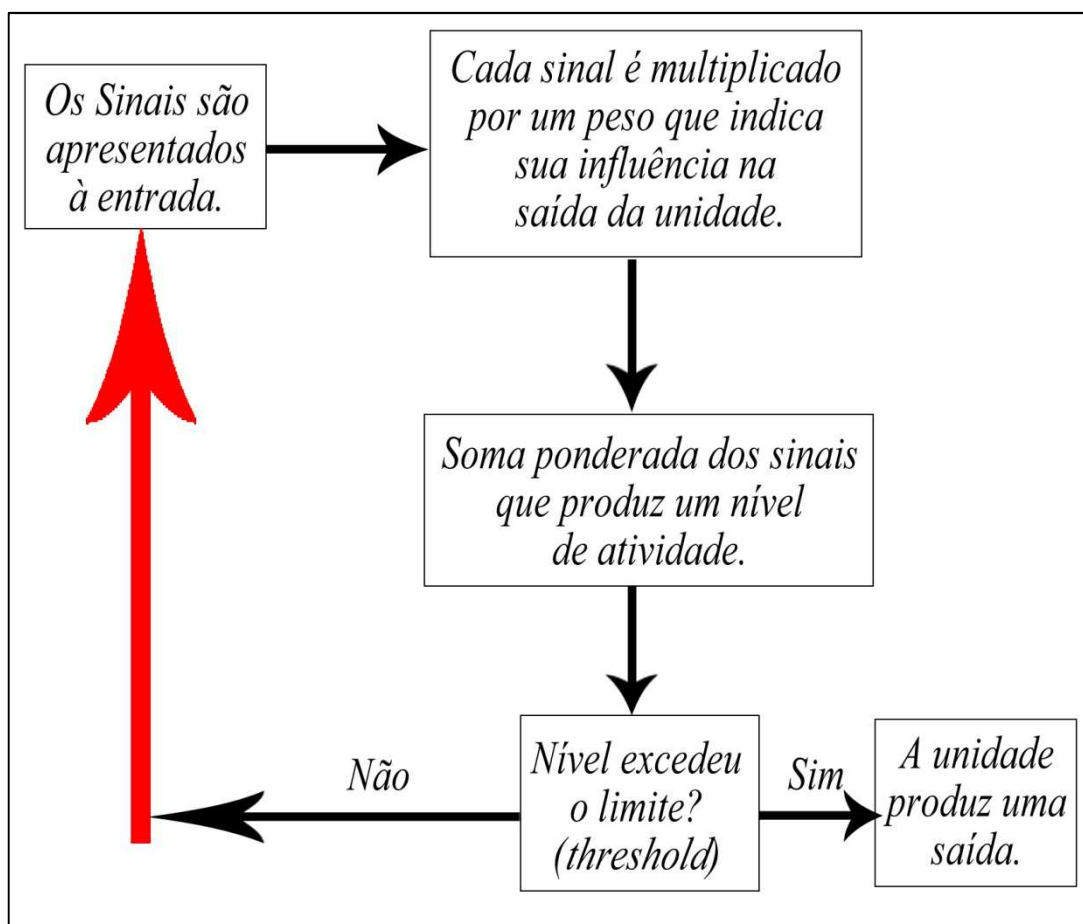 Os Sinais são
apresentados
à entrada.
Cada sinal é multiplicado
por um peso que indica
sua influência na
saída da unidade.
Soma ponderada dos sinais
que produz um nível
de atividade.
Nível excedeu
o limite?
(threshold)
Não
Sim
A unidade
produz uma
saída.